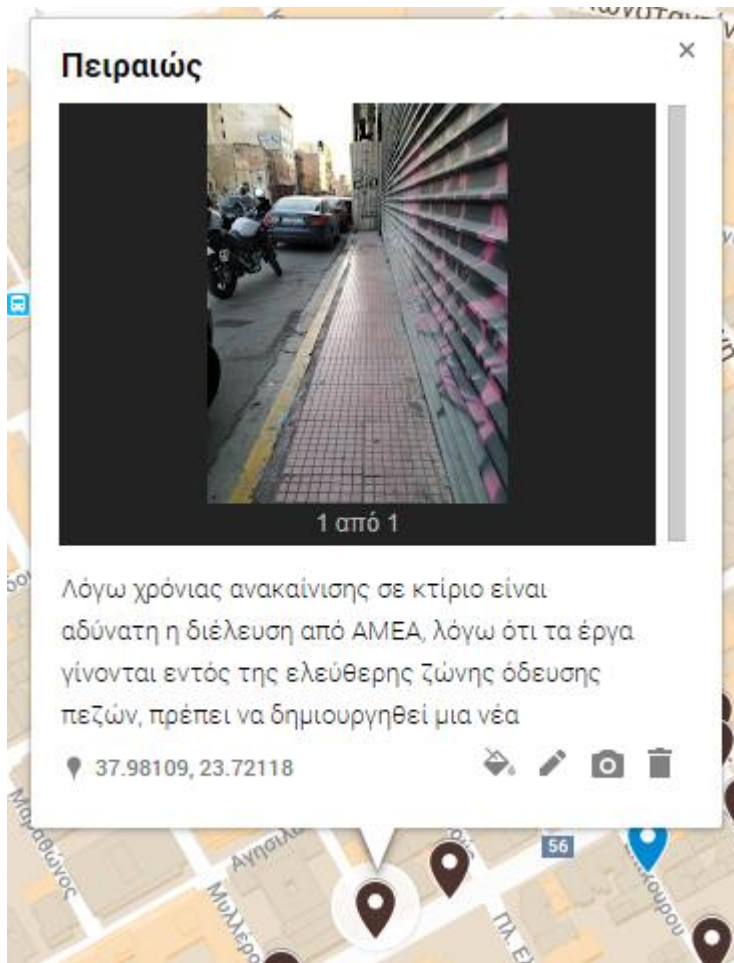 Πειραιώς
1 από 1
Λόγω χρόνιας ανακαίνισης σε κτίριο είναι
αδύνατη η διέλευση από ΑΜΕΑ, λόγω ότι τα έργα
γίνονται εντός της ελεύθερης ζώνης όδευσης
πεζών, πρέπει να δημιουργηθεί μια νέα
37.98109, 23.72118
56
Μαραθώνος